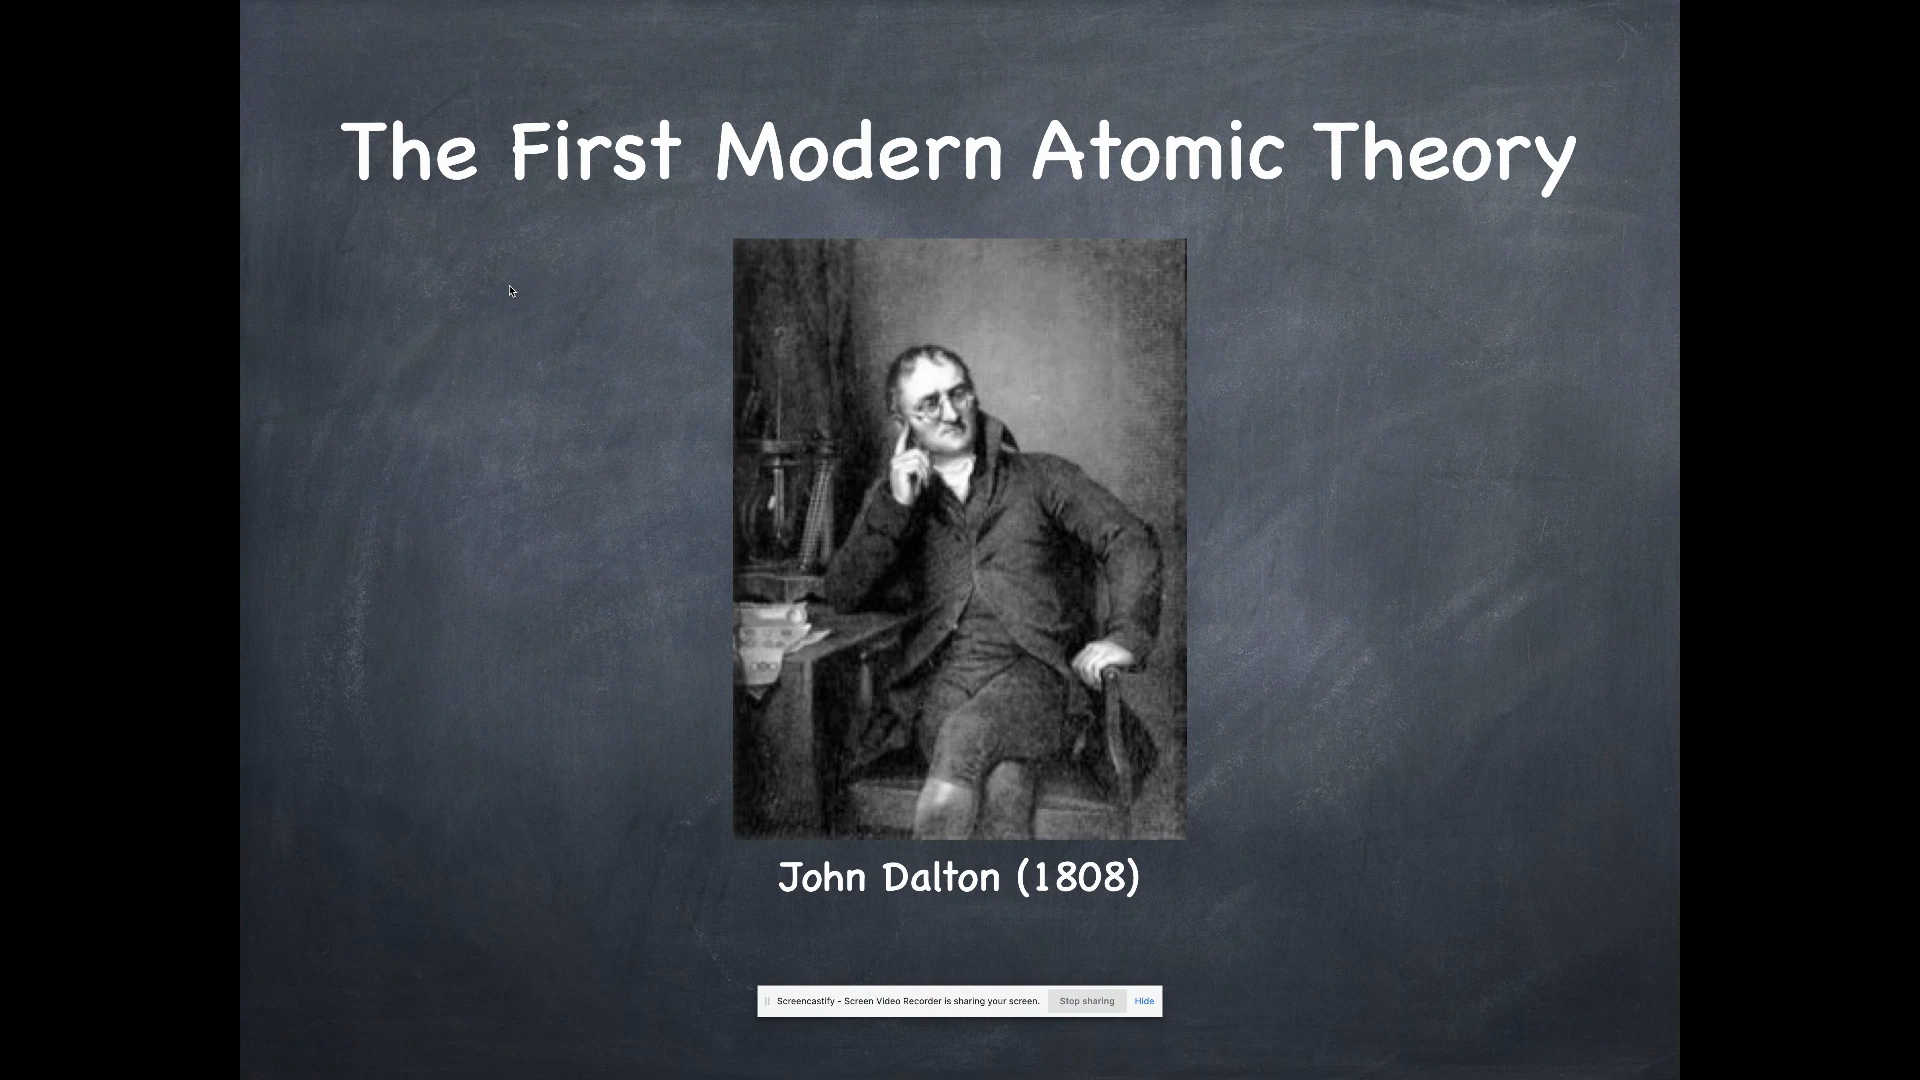 The First Modern Atomic Theory
John Dalton (1808)
Screencastify - Screen Video Recorder is sharing your screen. Stop sharing Hide